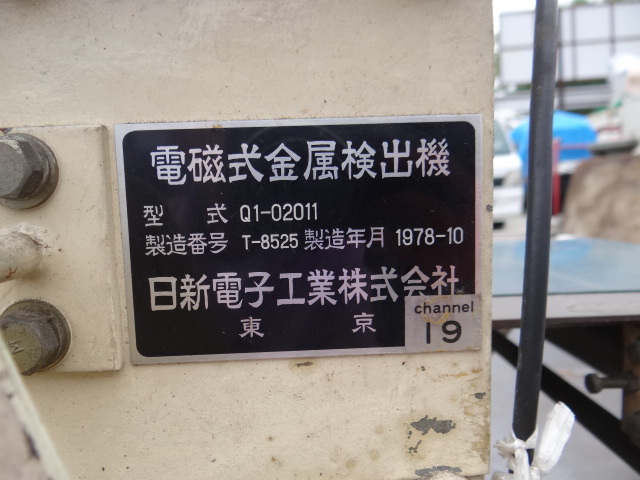 電磁式金属検出機
型 式 Q1-02011
製造番号 T-8525 製造年月 1978-10
日新電子工業株式会社
東 京
channel
19